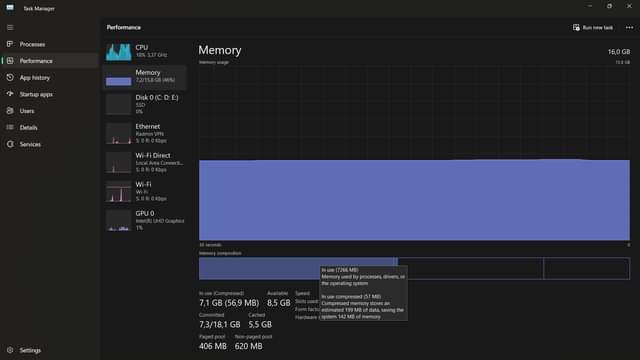 Task Manager
Performance
Run new task
Processes
Performance
App history
Startup apps
Users
Details
Services
Settings
CPU
16% 3,37 GHz
Memory
7,2/15,8 GB (46%)
Disk 0 (C: D: E:)
SSD
0%
Ethernet
Radmin VPN
S: 0 R: 0 Kbps
Wi-Fi Direct
Local Area Connecti...
S: 0 R: 0 Kbps
Wi-Fi
Wi-Fi
S: 0 R: 0 Kbps
GPU 0
Intel(R) UHD Graphics
1%
Memory
16,0 GB
Memory usage
15,8 GB
60 seconds
0
Memory composition
In use (7266 MB)
Memory used by processes, drivers, or
the operating system
In use compressed (57 MB)
Compressed memory stores an
estimated 199 MB of data, saving the
system 142 MB of memory
In use (Compressed)
7,1 GB (56,9 MB)
Available
8,5 GB
Speed
Slots used
Form facto
Hardware
Committed
7,3/18,1 GB
Cached
5,5 GB
Paged pool
406 MB
Non-paged pool
620 MB